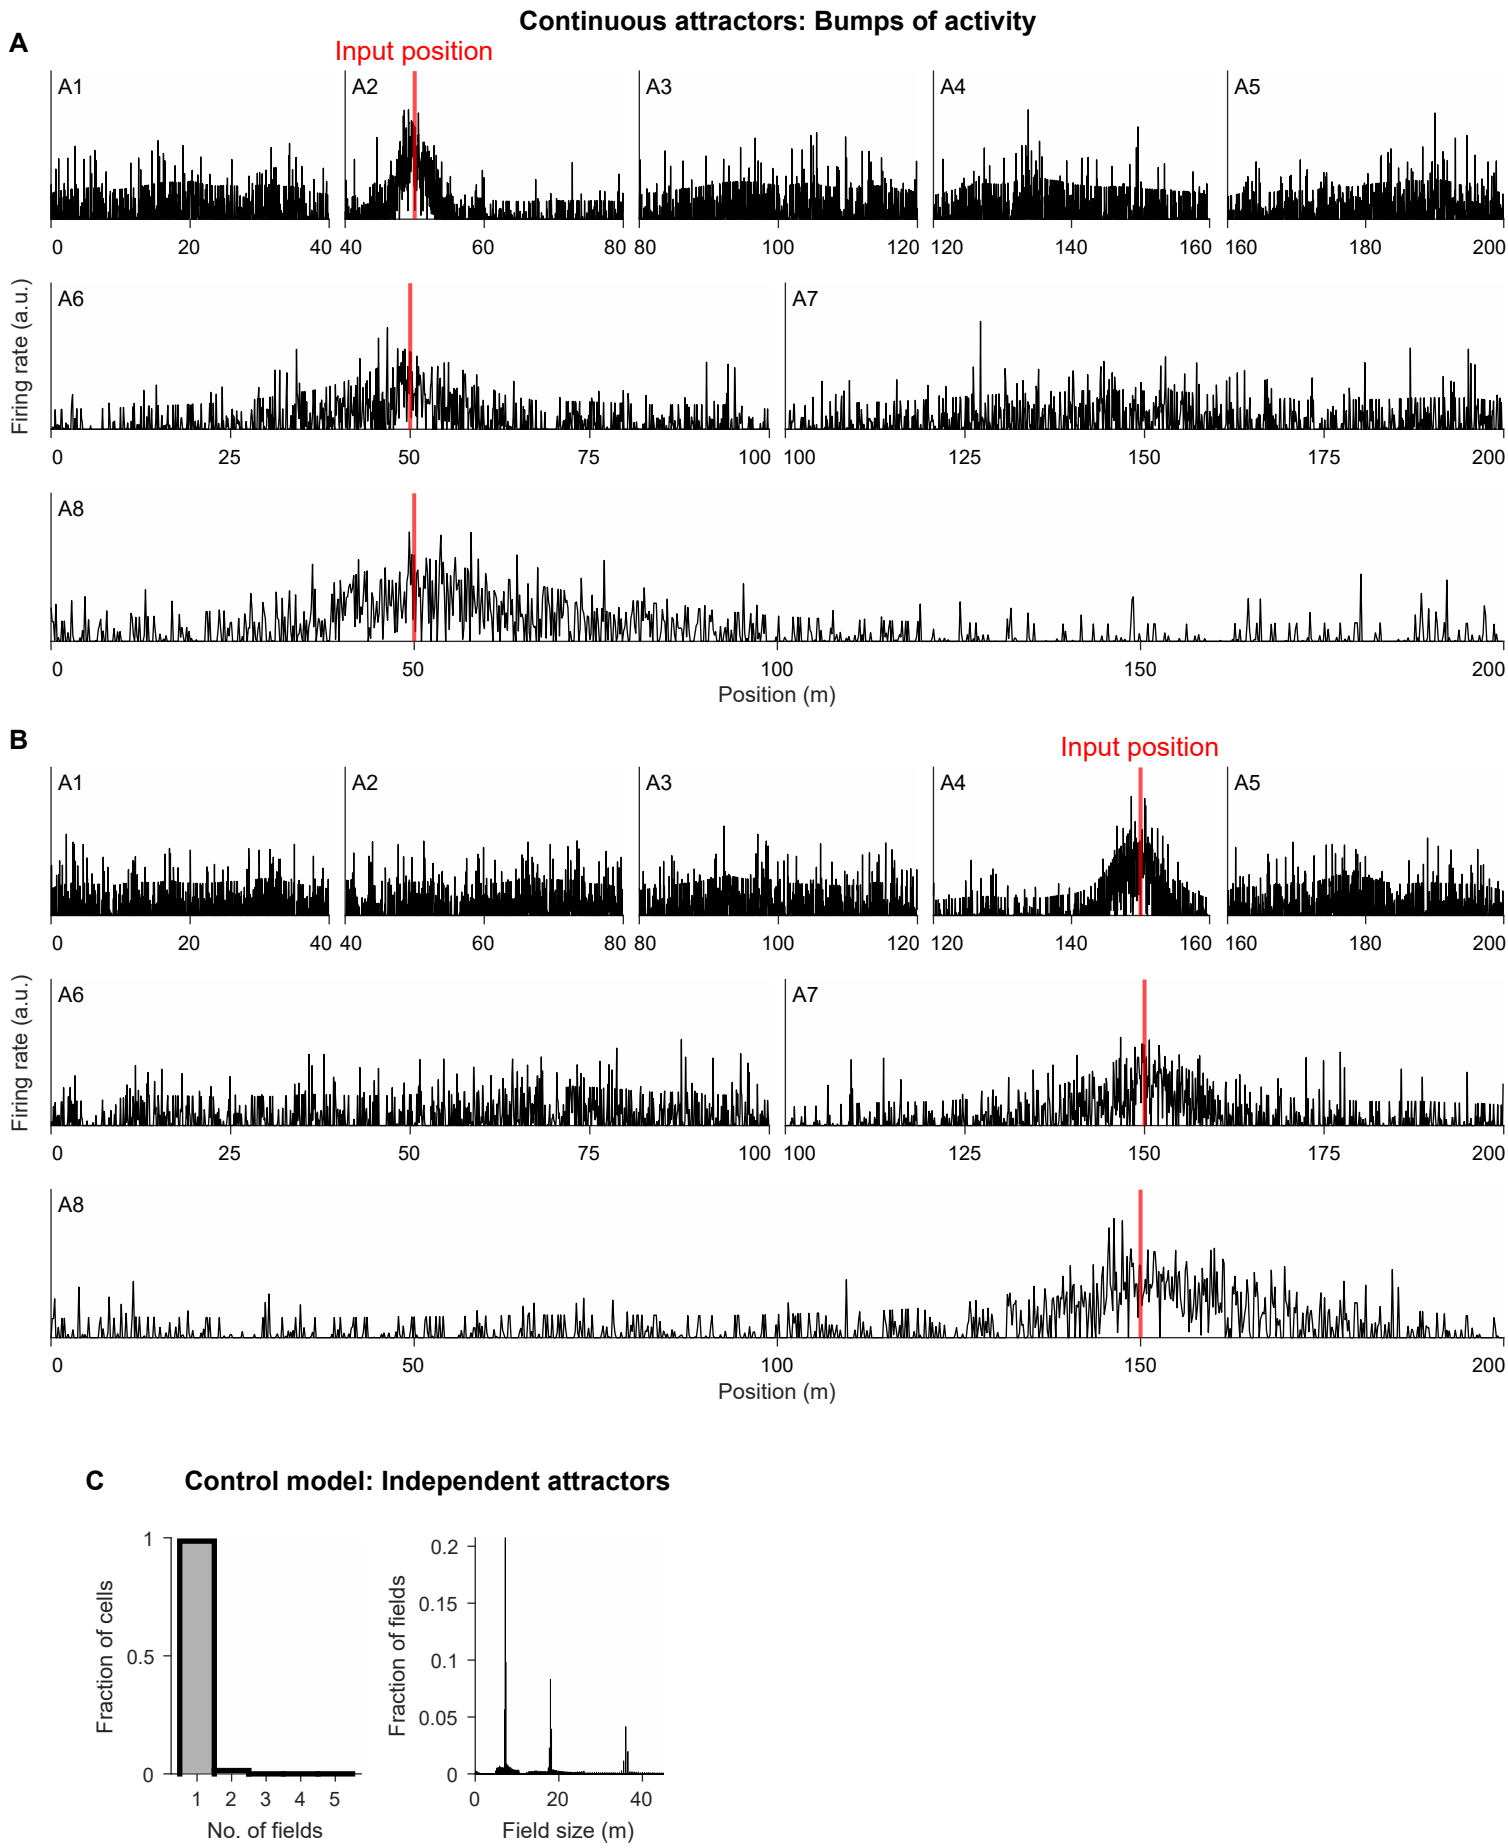 Continuous attractors: Bumps of activity
A
Input position
A1 A2 A3 A4 A5
0 20 40 40 60 80 80 100 120 120 140 160 160 180 200
Firing rate (a.u.)
A6 A7
0 25 50 75 100 100 125 150 175 200
A8
0 50 100 150 200
Position (m)
B
Input position
A1 A2 A3 A4 A5
0 20 40 40 60 80 80 100 120 120 140 160 160 180 200
Firing rate (a.u.)
A6 A7
0 25 50 75 100 100 125 150 175 200
A8
0 50 100 150 200
Position (m)
C Control model: Independent attractors
Fraction of cells
1
0.5
0
1 2 3 4 5
No. of fields
Fraction of fields
0.2
0.15
0.1
0.05
0
0 20 40
Field size (m)